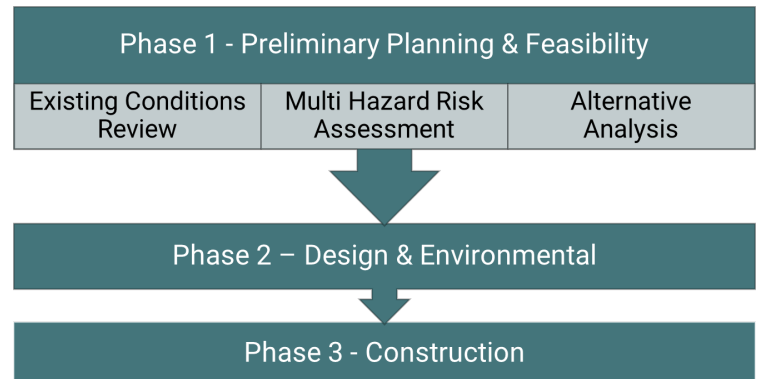 Phase 1 - Preliminary Planning & Feasibility
Existing Conditions
Review
Multi Hazard Risk
Assessment
Alternative
Analysis
Phase 2 – Design & Environmental
Phase 3 - Construction